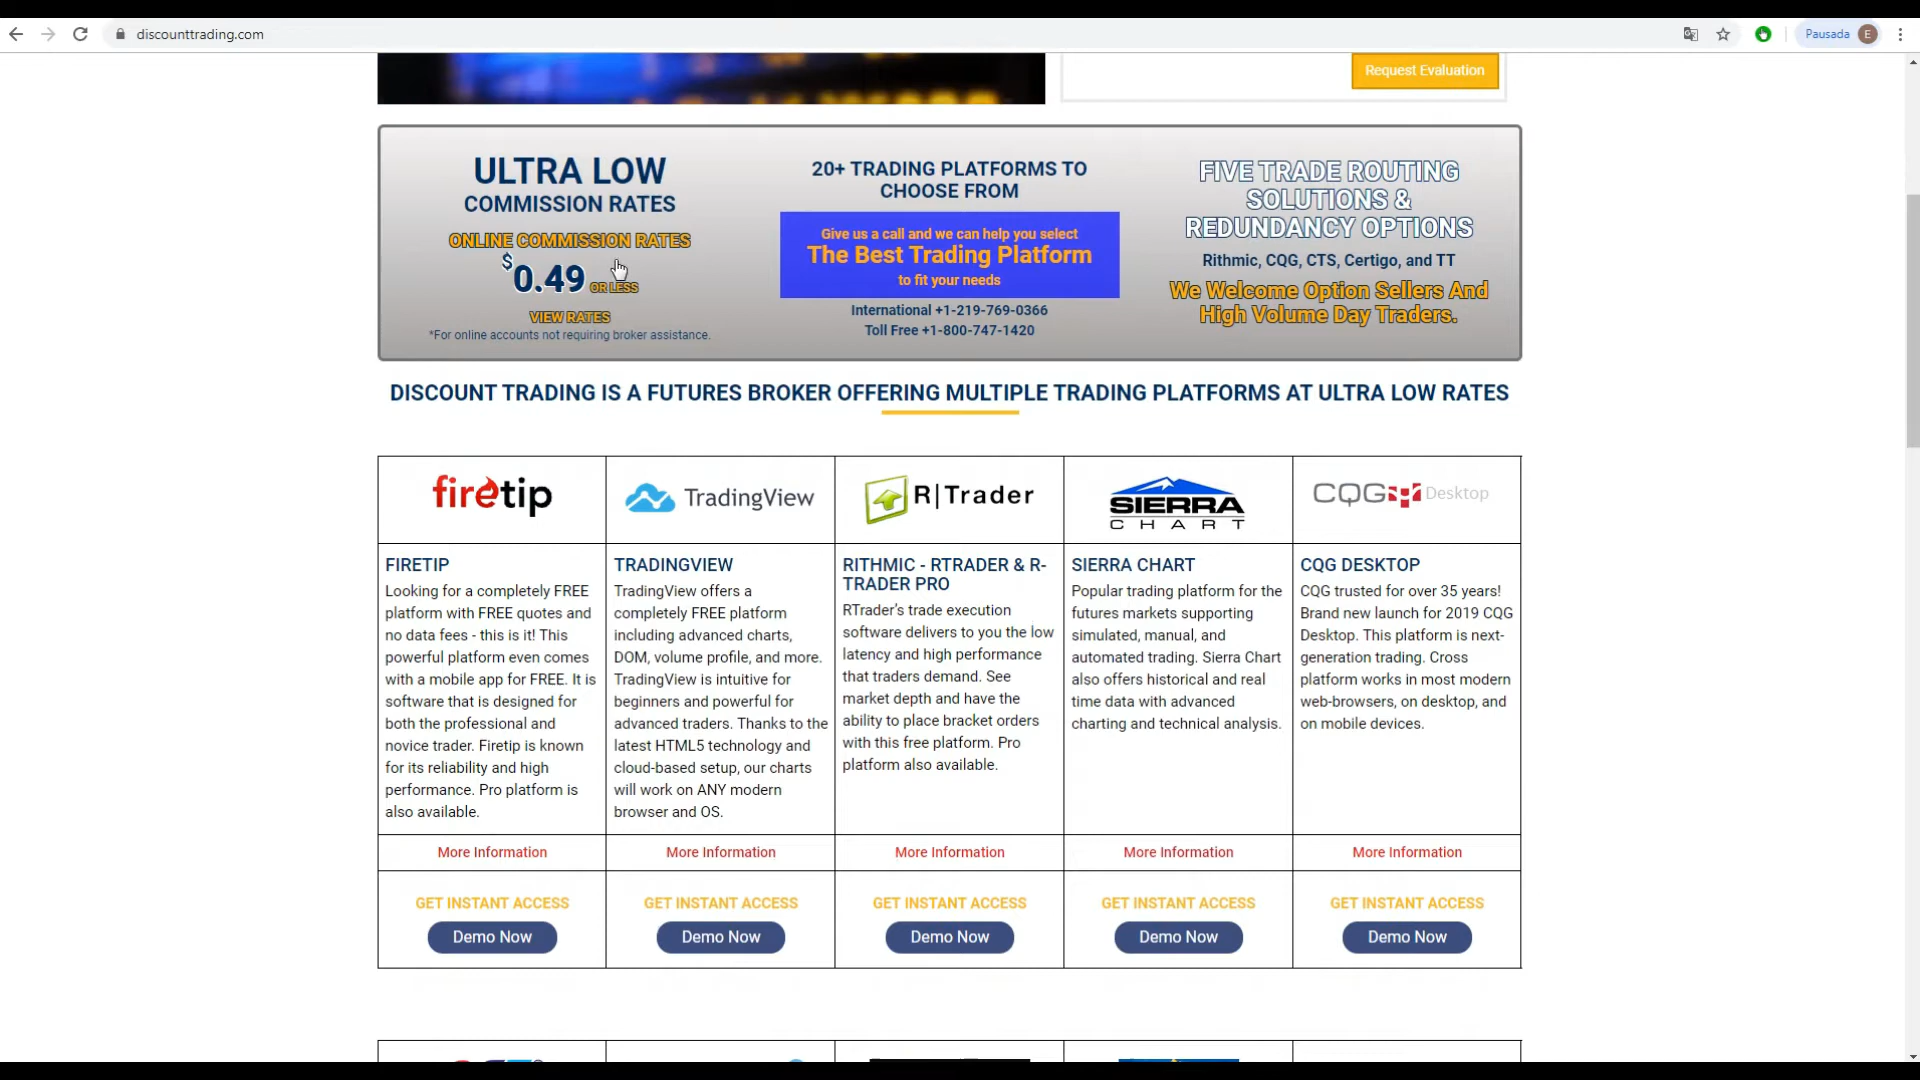 discounttrading.com
Pausada
E
Request Evaluation
ULTRA LOW
COMMISSION RATES
ONLINE COMMISSION RATES
$0.49 OR LESS
VIEW RATES
*For online accounts not requiring broker assistance.
20+ TRADING PLATFORMS TO
CHOOSE FROM
Give us a call and we can help you select
The Best Trading Platform
to fit your needs
International +1-219-769-0366
Toll Free +1-800-747-1420
FIVE TRADE ROUTING
SOLUTIONS &
REDUNDANCY OPTIONS
Rithmic, CQG, CTS, Certigo, and TT
We Welcome Option Sellers And
High Volume Day Traders.
DISCOUNT TRADING IS A FUTURES BROKER OFFERING MULTIPLE TRADING PLATFORMS AT ULTRA LOW RATES
firetip
FIRETIP
Looking for a completely FREE
platform with FREE quotes and
no data fees - this is it! This
powerful platform even comes
with a mobile app for FREE. It is
software that is designed for
both the professional and
novice trader. Firetip is known
for its reliability and high
performance. Pro platform is
also available.
More Information
GET INSTANT ACCESS
Demo Now
TradingView
TRADINGVIEW
TradingView offers a
completely FREE platform
including advanced charts,
DOM, volume profile, and more.
TradingView is intuitive for
beginners and powerful for
advanced traders. Thanks to the
latest HTML5 technology and
cloud-based setup, our charts
will work on ANY modern
browser and OS.
More Information
GET INSTANT ACCESS
Demo Now
R|Trader
RITHMIC - RTRADER & R-
TRADER PRO
RTrader's trade execution
software delivers to you the low
latency and high performance
that traders demand. See
market depth and have the
ability to place bracket orders
with this free platform. Pro
platform also available.
More Information
GET INSTANT ACCESS
Demo Now
SIERRA
CHART
SIERRA CHART
Popular trading platform for the
futures markets supporting
simulated, manual, and
automated trading. Sierra Chart
also offers historical and real
time data with advanced
charting and technical analysis.
More Information
GET INSTANT ACCESS
Demo Now
CQG Desktop
CQG DESKTOP
CQG trusted for over 35 years!
Brand new launch for 2019 CQG
Desktop. This platform is next-
generation trading. Cross
platform works in most modern
web-browsers, on desktop, and
on mobile devices.
More Information
GET INSTANT ACCESS
Demo Now